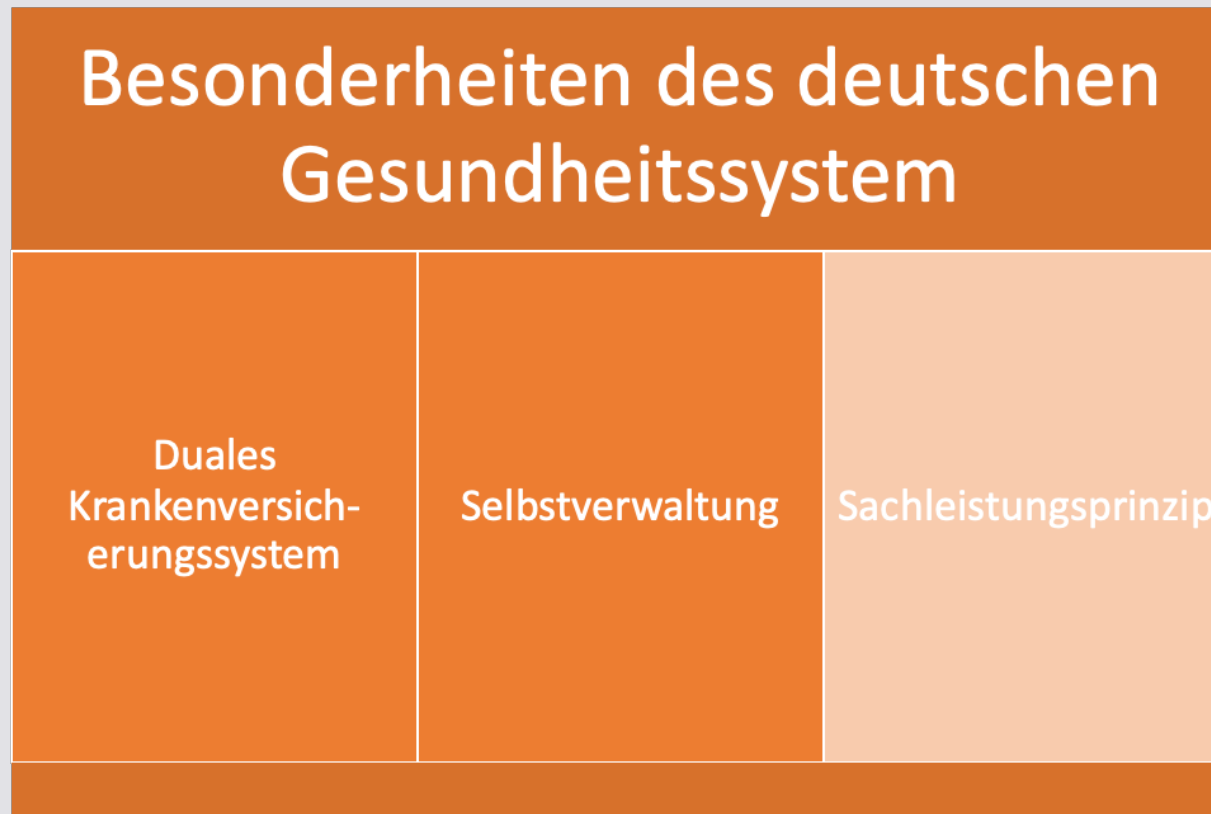 Besonderheiten des deutschen
Gesundheitssystem
Duales
Krankenversich-
erungssystem
Selbstverwaltung
Sachleistungsprinzip